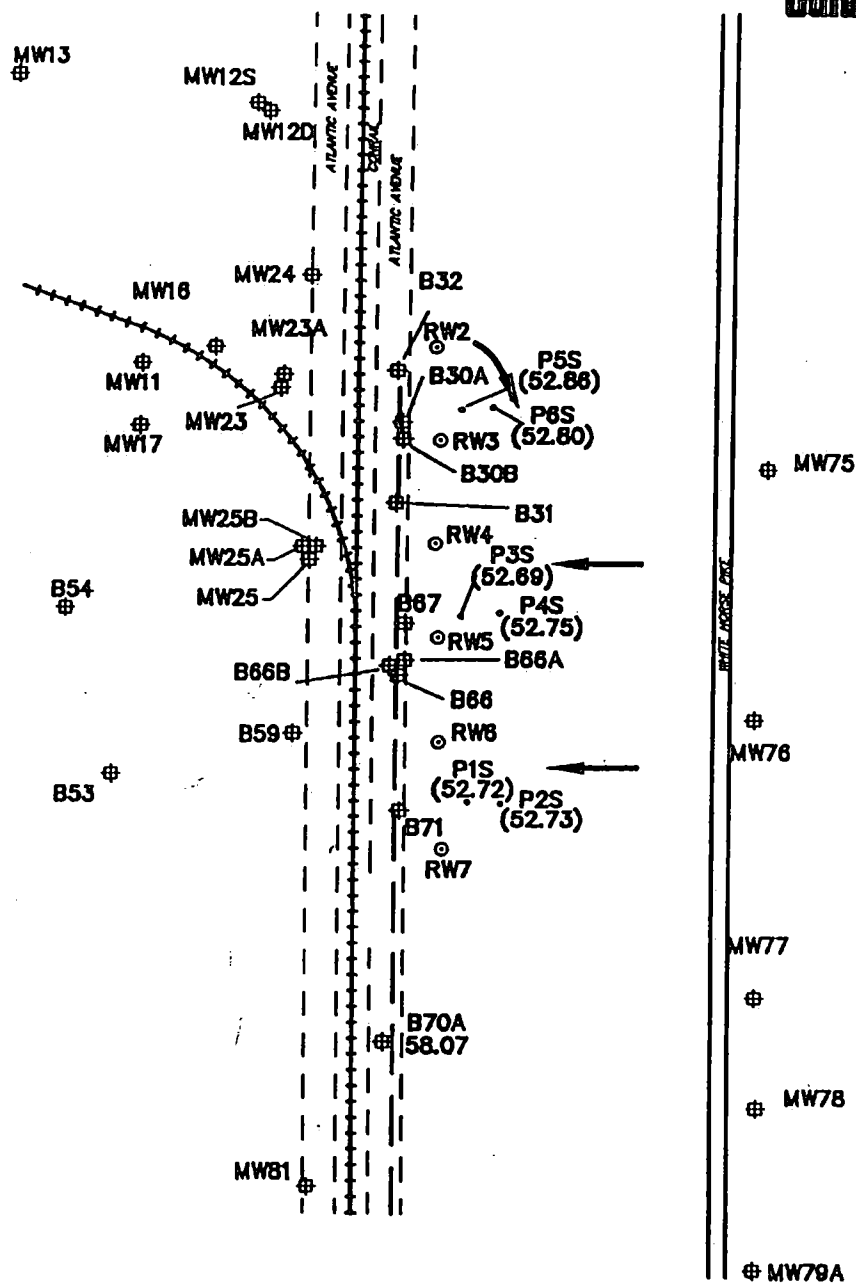 MW13
MW12S
MW12D
ATLANTIC AVENUE
CONRAIL
ATLANTIC AVENUE
MW24
B32
MW16
MW23A
RW2
P5S
(52.86)
MW11
B30A
P6S
(52.80)
MW23
MW17
RW3
B30B
MW75
B31
MW25B
RW4
P3S
(52.69)
MW25A
MW25
B54
B67
P4S
(52.75)
WHITE HORSE PIKE
RW5
B66A
B66B
B66
B59
RW6
MW76
B53
P1S
(52.72)
P2S
(52.73)
B71
RW7
MW77
B70A
58.07
MW78
MW81
MW79A